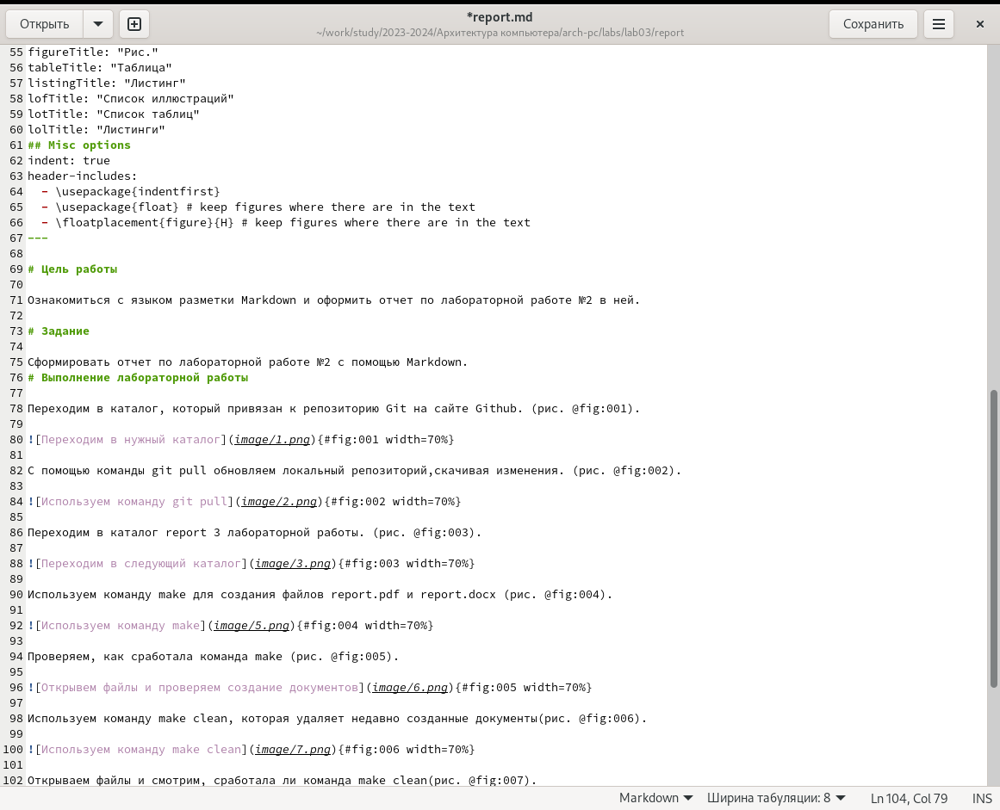 Открыть
*report.md
~/work/study/2023-2024/Архитектура компьютера/arch-pc/labs/lab03/report
Сохранить
55 figureTitle: "Рис."
56 tableTitle: "Таблица"
57 listingTitle: "Листинг"
58 lofTitle: "Список иллюстраций"
59 lotTitle: "Список таблиц"
60 lolTitle: "Листинги"
61 ## Misc options
62 indent: true
63 header-includes:
64   - \usepackage{indentfirst}
65   - \usepackage{float} # keep figures where there are in the text
66   - \floatplacement{figure}{H} # keep figures where there are in the text
67 ---
68
69 # Цель работы
70
71 Ознакомиться с языком разметки Markdown и оформить отчет по лабораторной работе №2 в ней.
72
73 # Задание
74
75 Сформировать отчет по лабораторной работе №2 с помощью Markdown.
76 # Выполнение лабораторной работы
77
78 Переходим в каталог, который привязан к репозиторию Git на сайте Github. (рис. @fig:001).
79
80 ![Переходим в нужный каталог](image/1.png){#fig:001 width=70%}
81
82 С помощью команды git pull обновляем локальный репозиторий,скачивая изменения. (рис. @fig:002).
83
84 ![Используем команду git pull](image/2.png){#fig:002 width=70%}
85
86 Переходим в каталог report 3 лабораторной работы. (рис. @fig:003).
87
88 ![Переходим в следующий каталог](image/3.png){#fig:003 width=70%}
89
90 Используем команду make для создания файлов report.pdf и report.docx (рис. @fig:004).
91
92 ![Используем команду make](image/5.png){#fig:004 width=70%}
93
94 Проверяем, как сработала команда make (рис. @fig:005).
95
96 ![Открывем файлы и проверяем создание документов](image/6.png){#fig:005 width=70%}
97
98 Используем команду make clean, которая удаляет недавно созданные документы(рис. @fig:006).
99
100 ![Используем команду make clean](image/7.png){#fig:006 width=70%}
101
102 Открываем файлы и смотрим, сработала ли команда make clean(рис. @fig:007).
Markdown
Ширина табуляции: 8
Ln 104, Col 79
INS